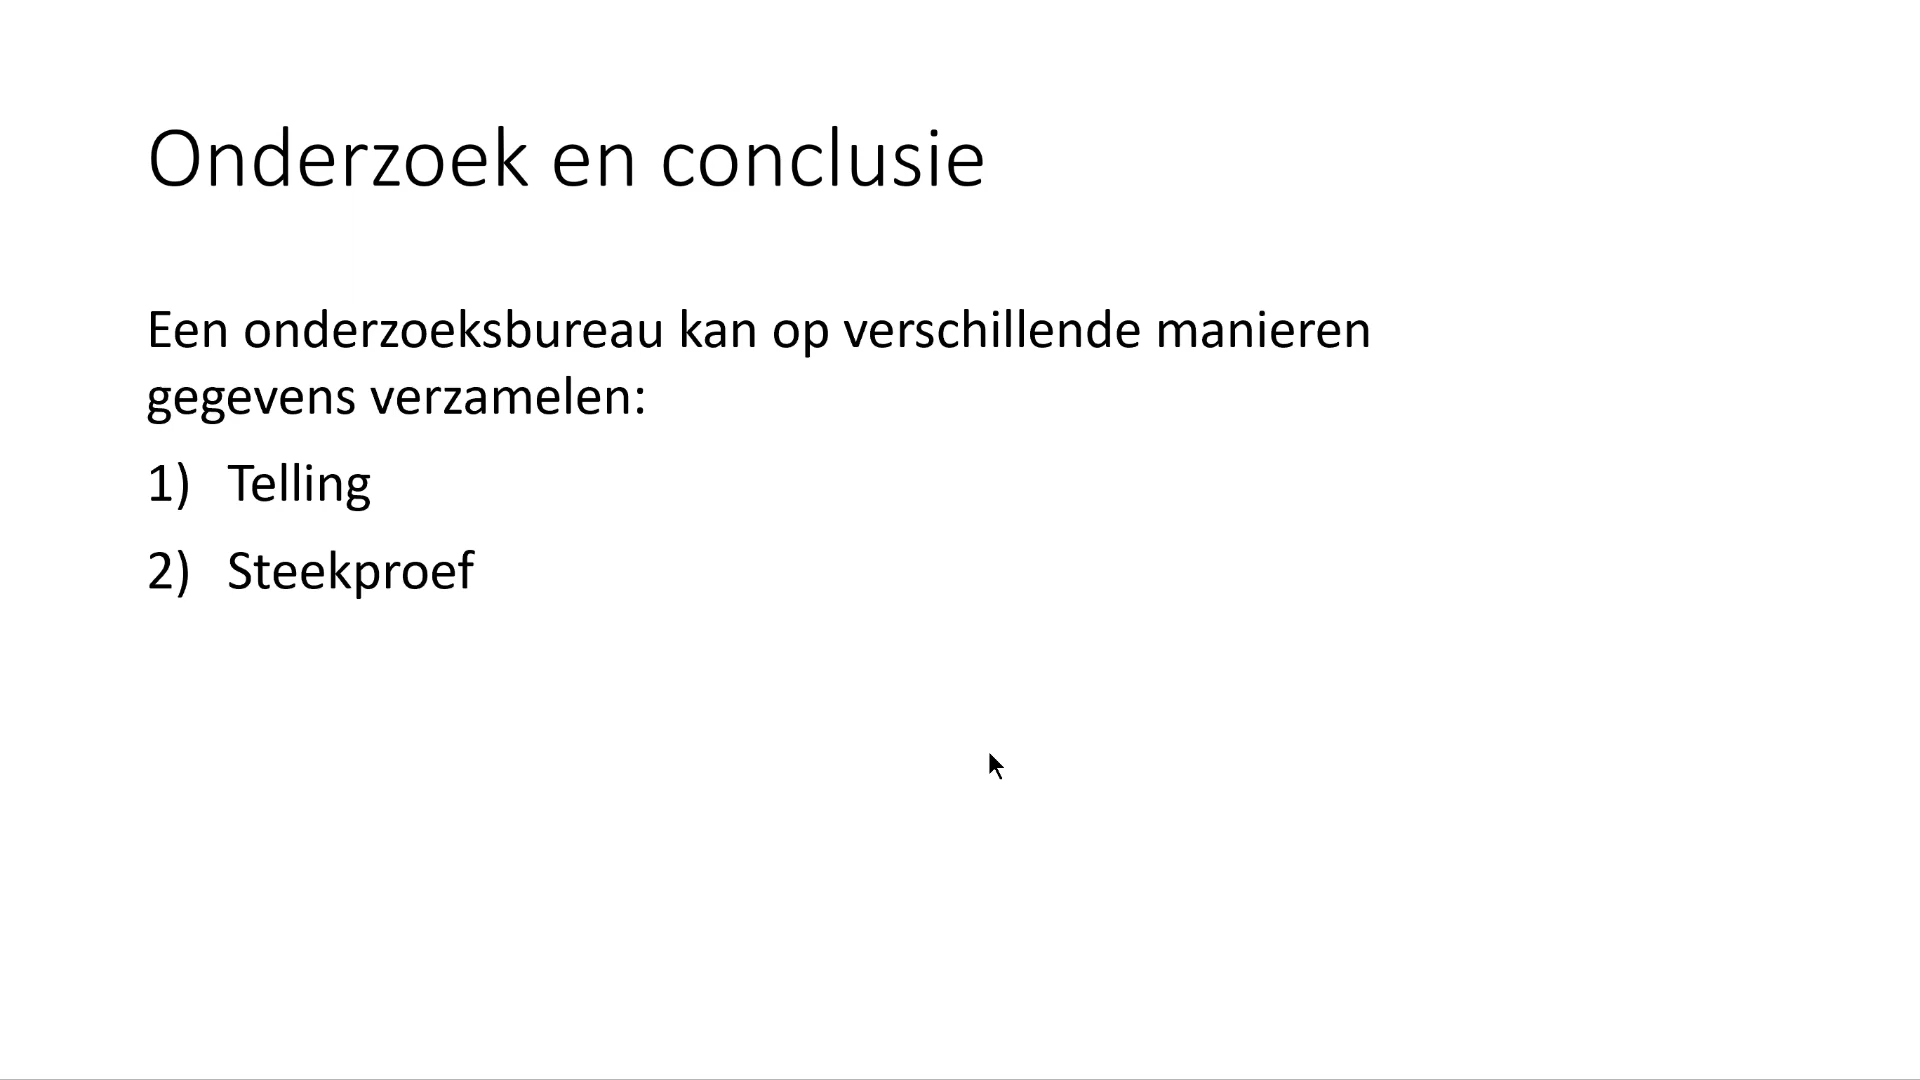 Onderzoek en conclusie
Een onderzoeksbureau kan op verschillende manieren
gegevens verzamelen:
1) Telling
2) Steekproef